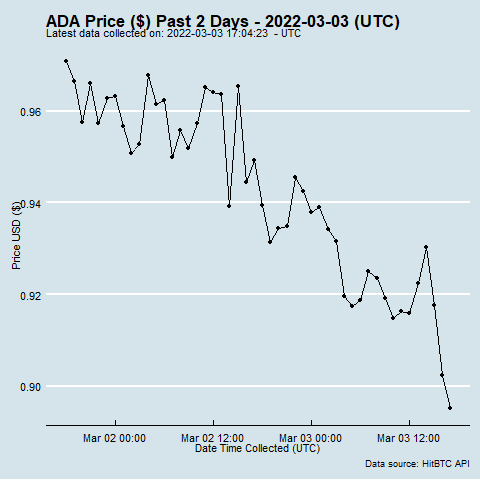 ADA Price ($) Past 2 Days - 2022-03-03 (UTC)
Latest data collected on: 2022-03-03 17:04:23  - UTC
Price USD ($)
0.96
0.94
0.92
0.90
Mar 02 00:00
Mar 02 12:00
Mar 03 00:00
Mar 03 12:00
Date Time Collected (UTC)
Data source: HitBTC API